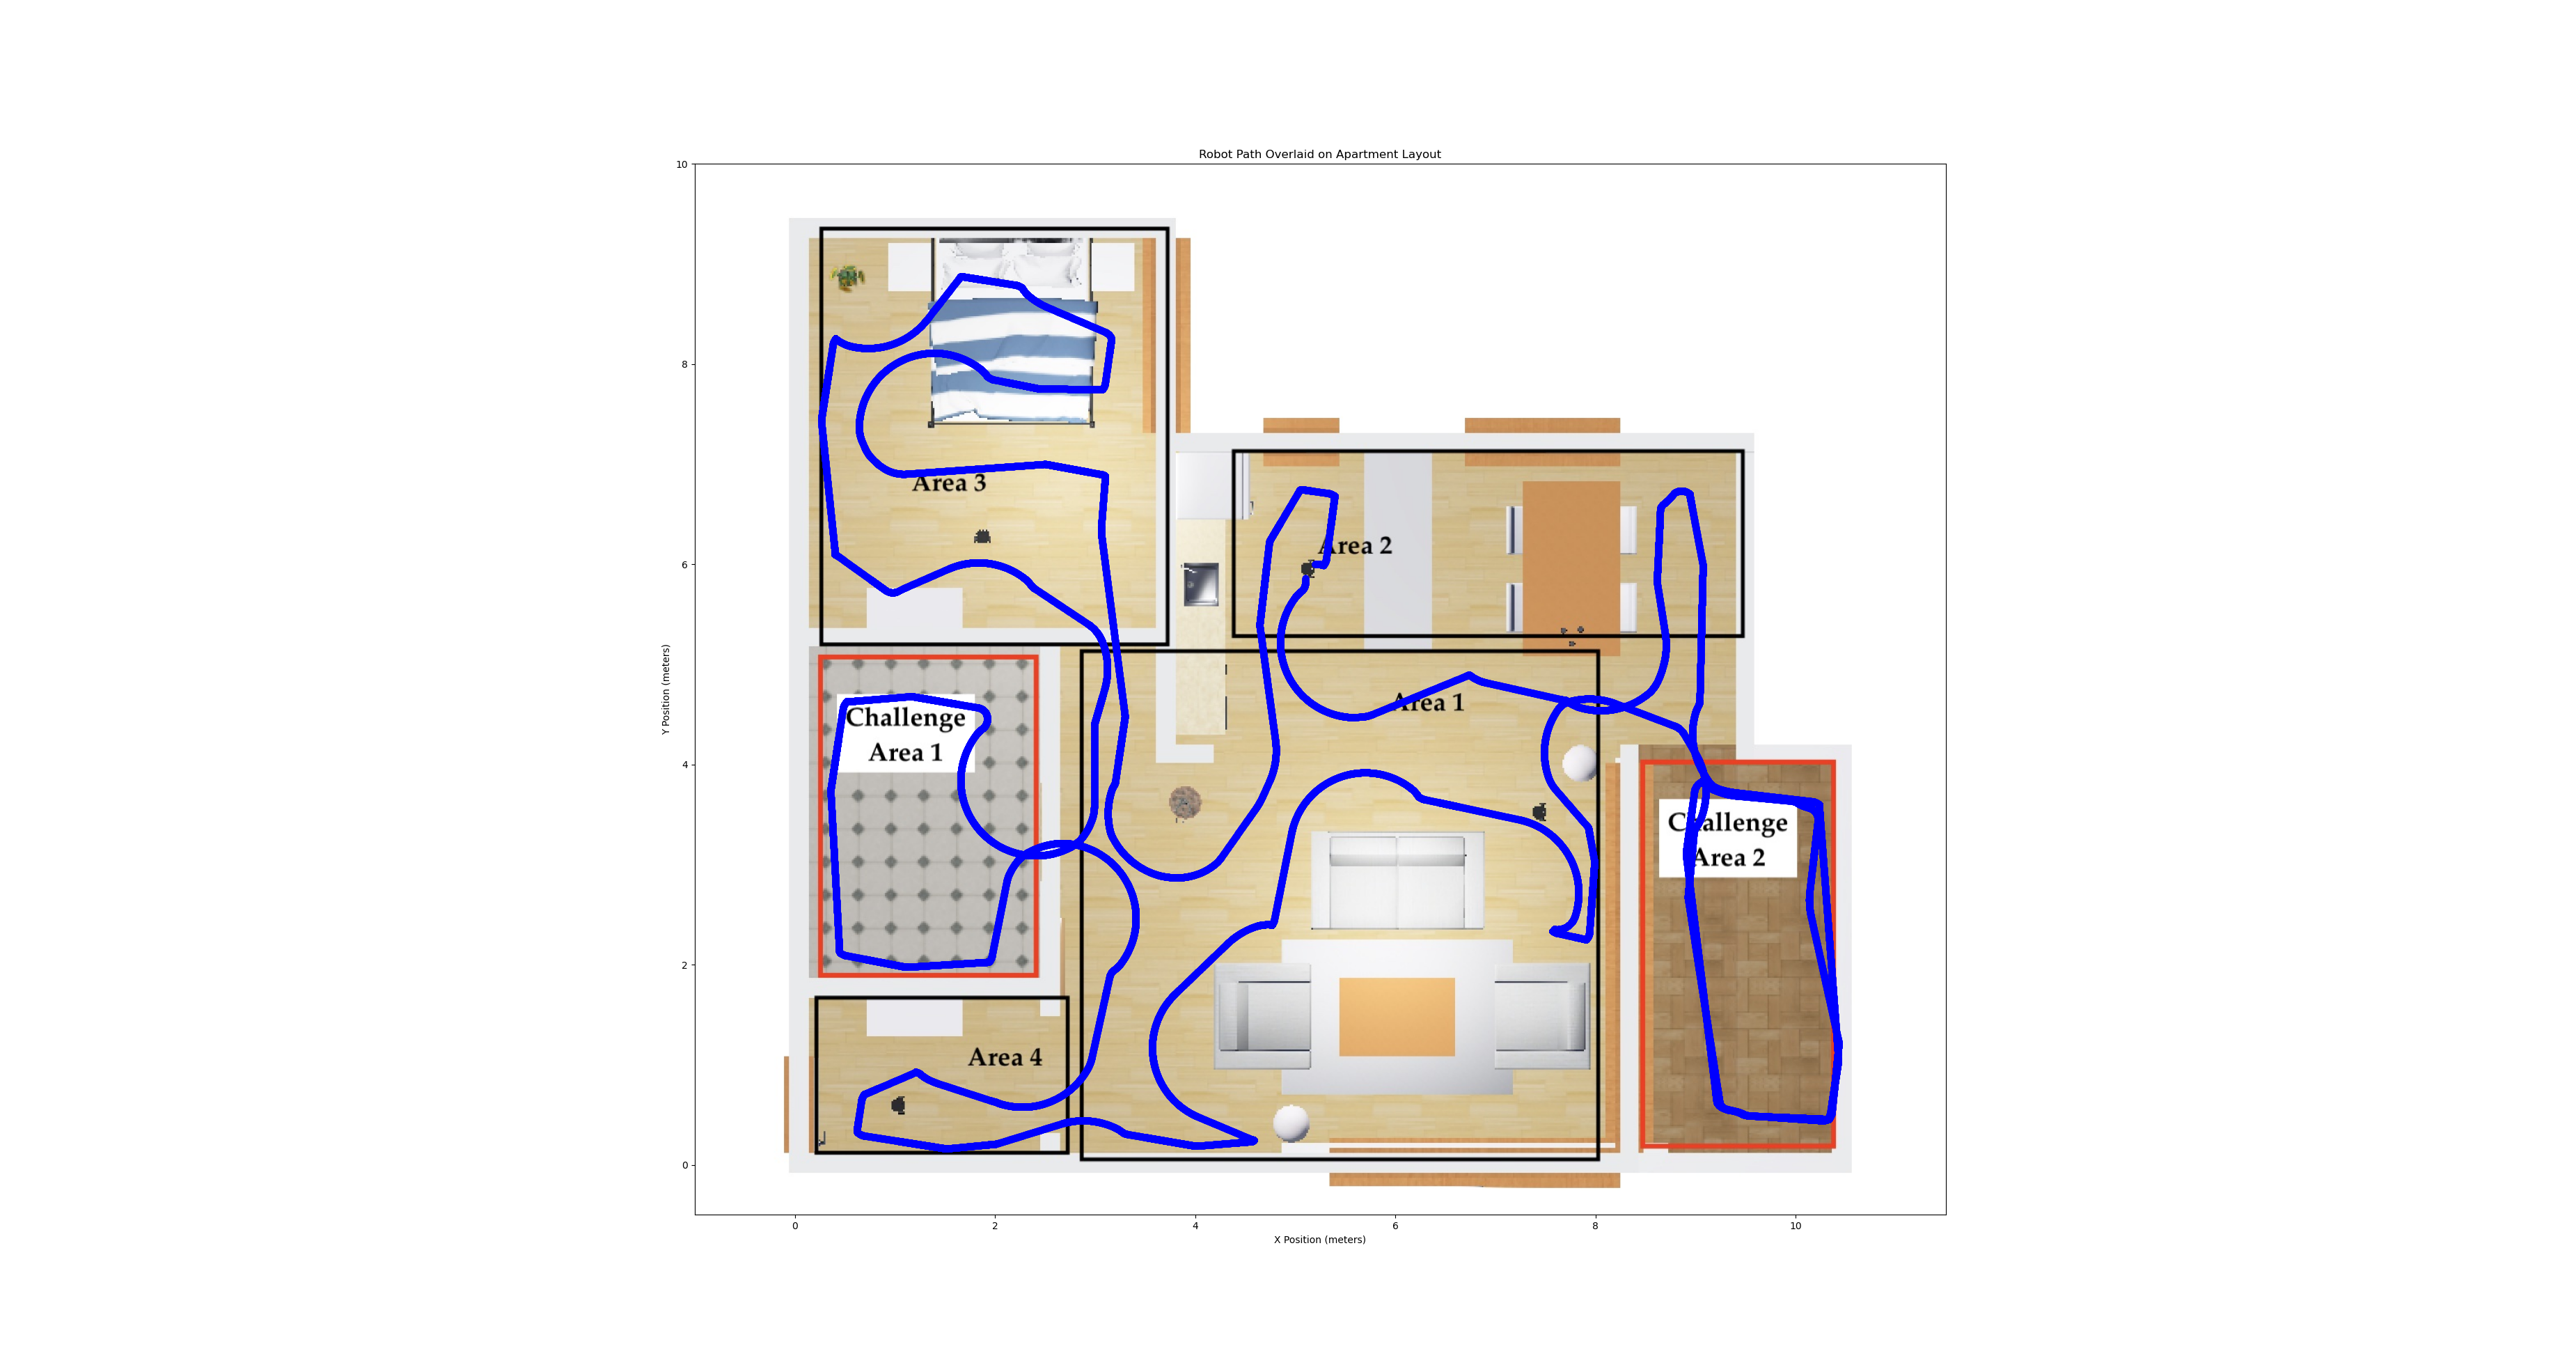 Robot Path Overlaid on Apartment Layout
10
8
6
4
2
0
Y Position (meters)
Area 3
Area 2
Area 1
Challenge
Area 1
Challenge
Area 2
Area 4
0
2
4
6
8
10
X Position (meters)